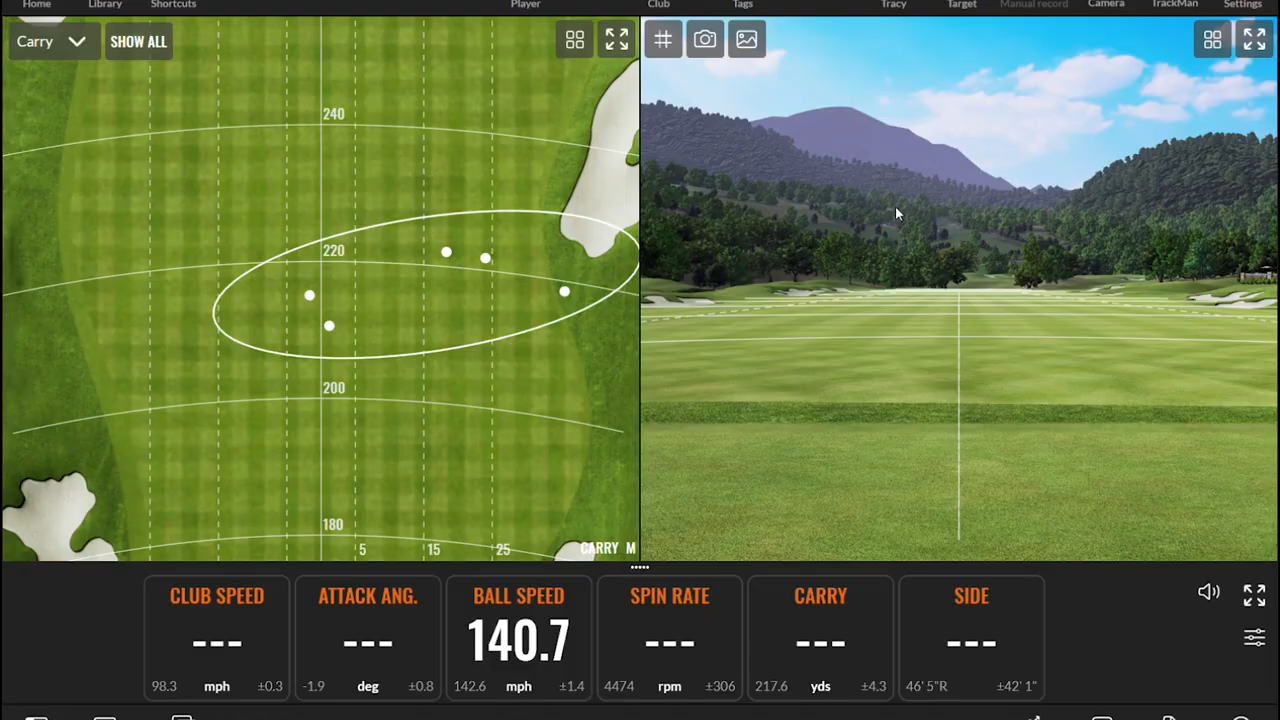 Home Library Shortcuts Player Club Tags Tracy Target Manual record Camera TrackMan Settings
Carry SHOW ALL
240
220
200
180
5 15 25 CARRY M
CLUB SPEED
---
98.3 mph ±0.3
ATTACK ANG.
---
-1.9 deg ±0.8
BALL SPEED
140.7
142.6 mph ±1.4
SPIN RATE
---
4474 rpm ±306
CARRY
---
217.6 yds ±4.3
SIDE
---
46' 5"R ±42' 1"